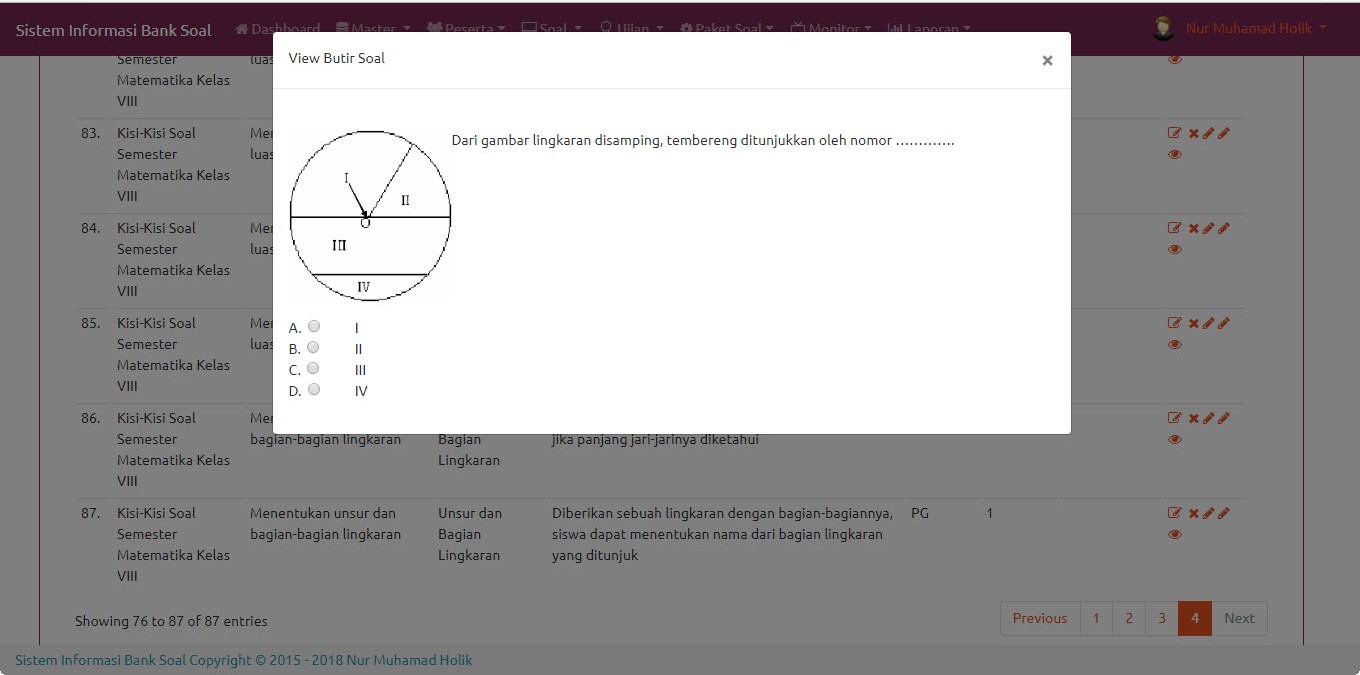 Sistem Informasi Bank Soal Dashboard Master Peserta Soal Ujian Paket Soal Monitor Laporan Nur Muhamad Holik
View Butir Soal ×
Semester luas
Matematika Kelas
VIII
Dari gambar lingkaran disamping, tembereng ditunjukkan oleh nomor ………….
I
II
O
III
IV
A. I
B. II
C. III
D. IV
83. Kisi-Kisi Soal
Semester luas
Matematika Kelas
VIII
84. Kisi-Kisi Soal
Semester luas
Matematika Kelas
VIII
85. Kisi-Kisi Soal
Semester luas
Matematika Kelas
VIII
86. Kisi-Kisi Soal
Semester bagian-bagian lingkaran Bagian jika panjang jari-jarinya diketahui
Matematika Kelas Lingkaran
VIII
87. Kisi-Kisi Soal Menentukan unsur dan Unsur dan Diberikan sebuah lingkaran dengan bagian-bagiannya, PG 1
Semester bagian-bagian lingkaran Bagian siswa dapat menentukan nama dari bagian lingkaran
Matematika Kelas Lingkaran yang ditunjuk
VIII
Showing 76 to 87 of 87 entries Previous 1 2 3 4 Next
Sistem Informasi Bank Soal Copyright © 2015 - 2018 Nur Muhamad Holik